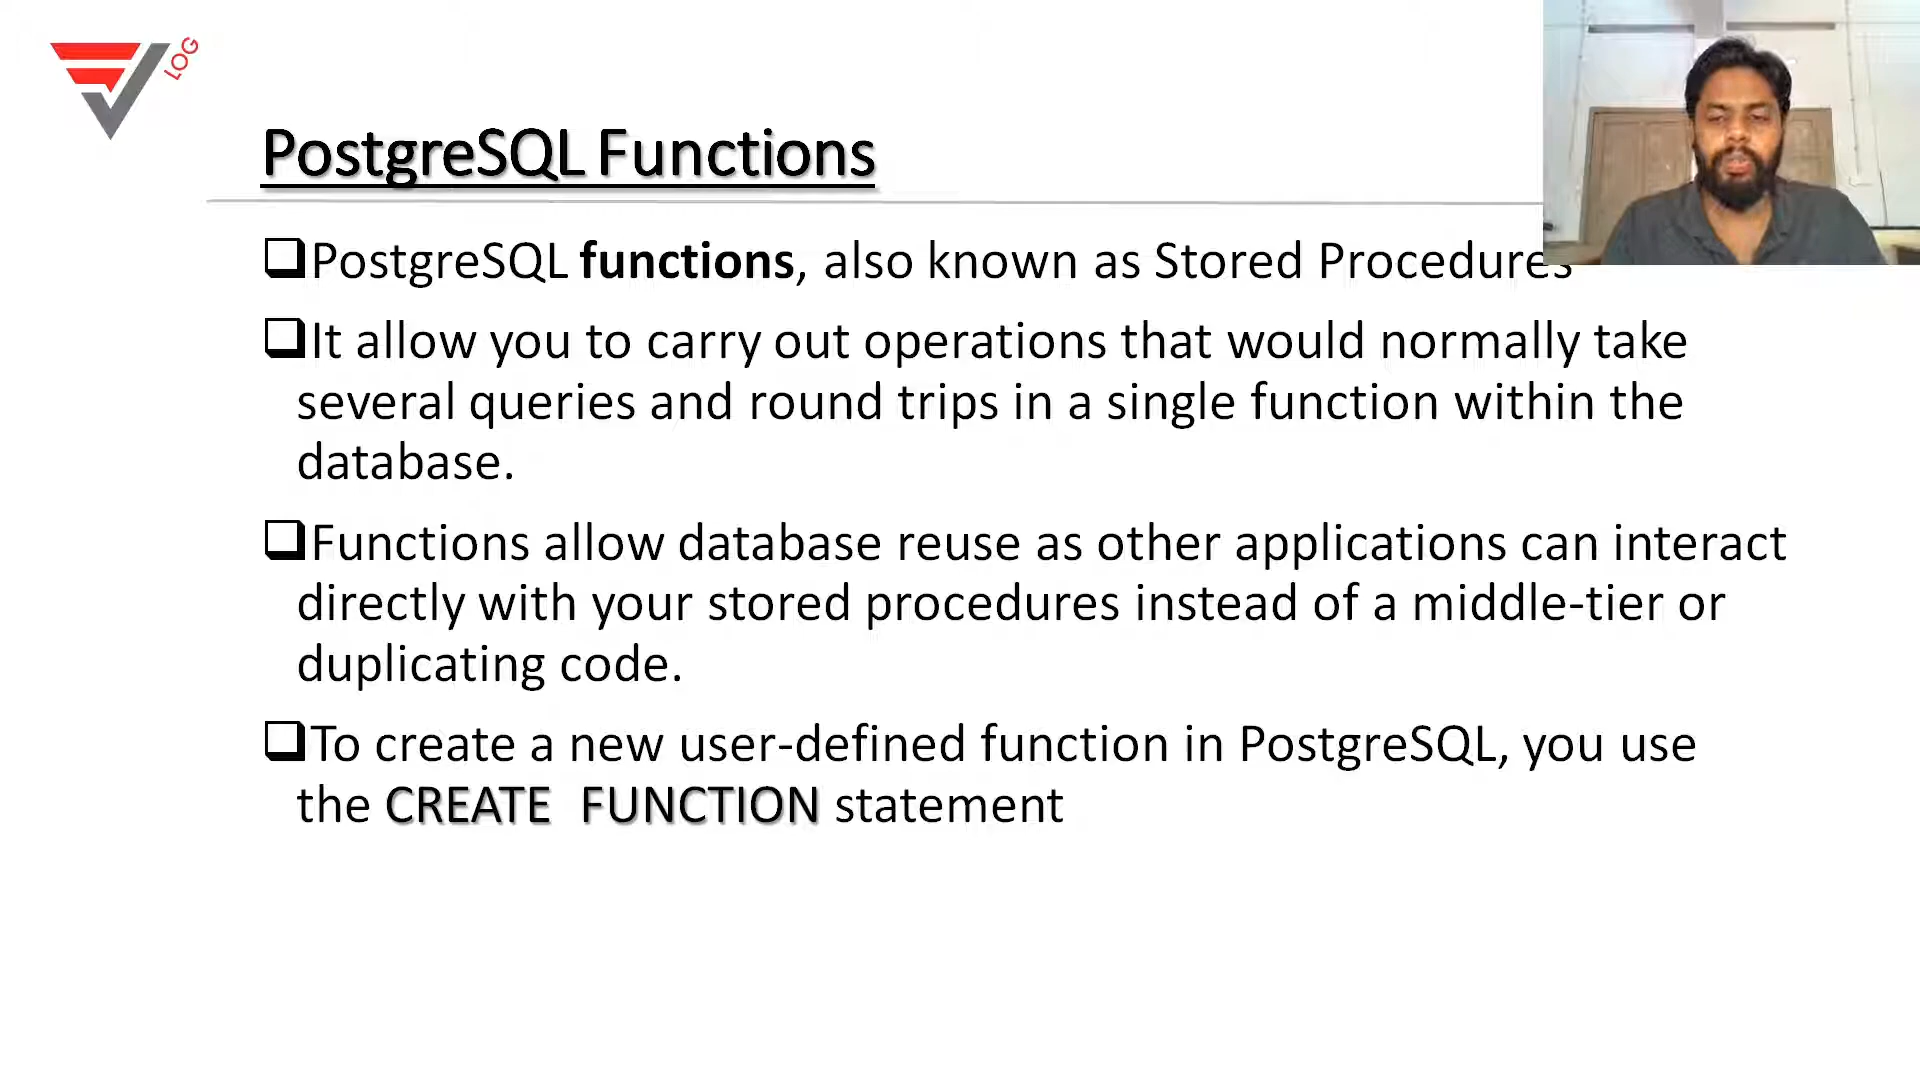 LOG
PostgreSQL Functions
PostgreSQL functions, also known as Stored Procedures
It allow you to carry out operations that would normally take
several queries and round trips in a single function within the
database.
Functions allow database reuse as other applications can interact
directly with your stored procedures instead of a middle-tier or
duplicating code.
To create a new user-defined function in PostgreSQL, you use
the CREATE  FUNCTION statement